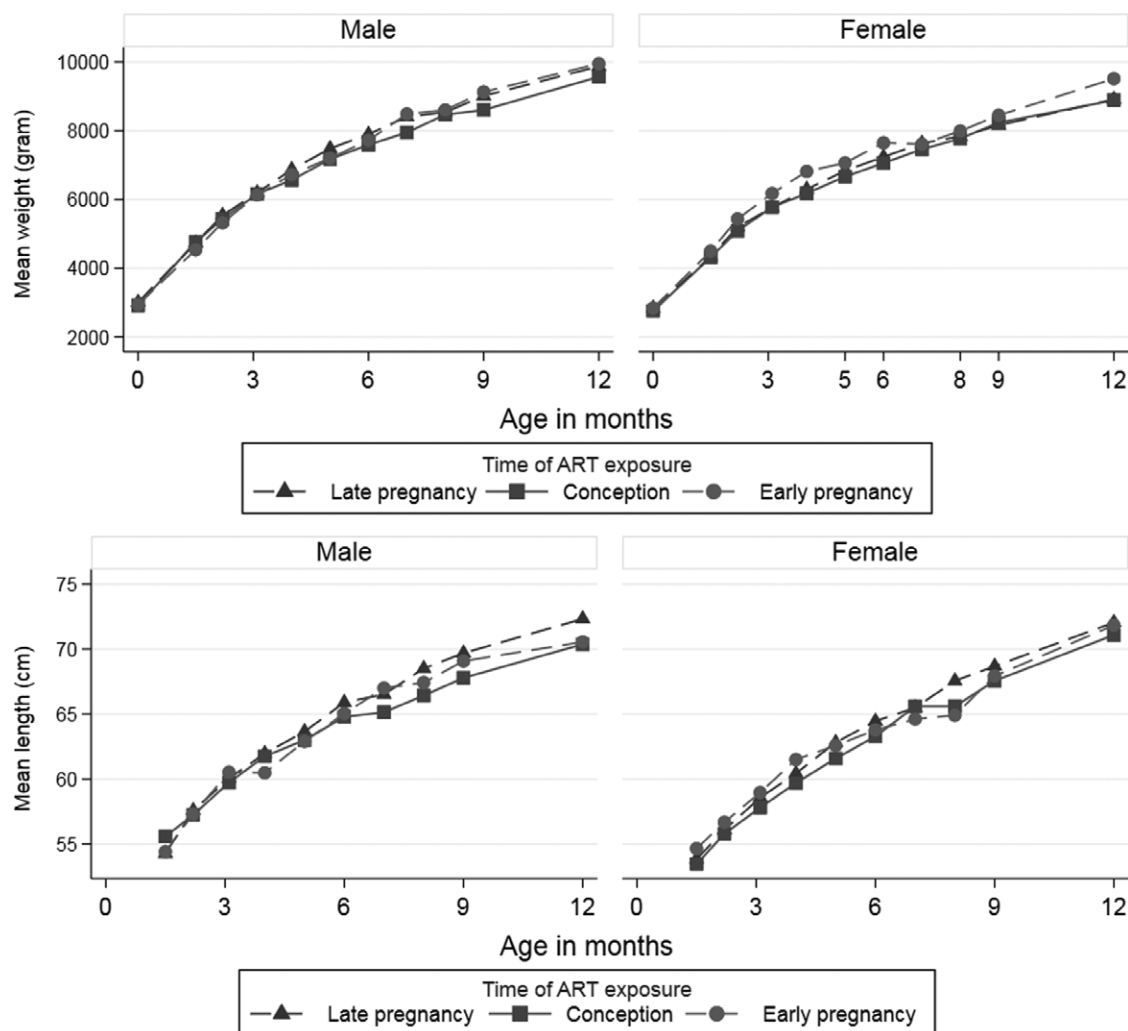 Male Female
Mean weight (gram)
10000
8000
6000
4000
2000
0 3 6 9 12 0 3 5 6 8 9 12
Age in months
Time of ART exposure
Late pregnancy Conception Early pregnancy
Male Female
Mean length (cm)
75
70
65
60
55
0 3 6 9 12 0 3 6 9 12
Age in months
Time of ART exposure
Late pregnancy Conception Early pregnancy